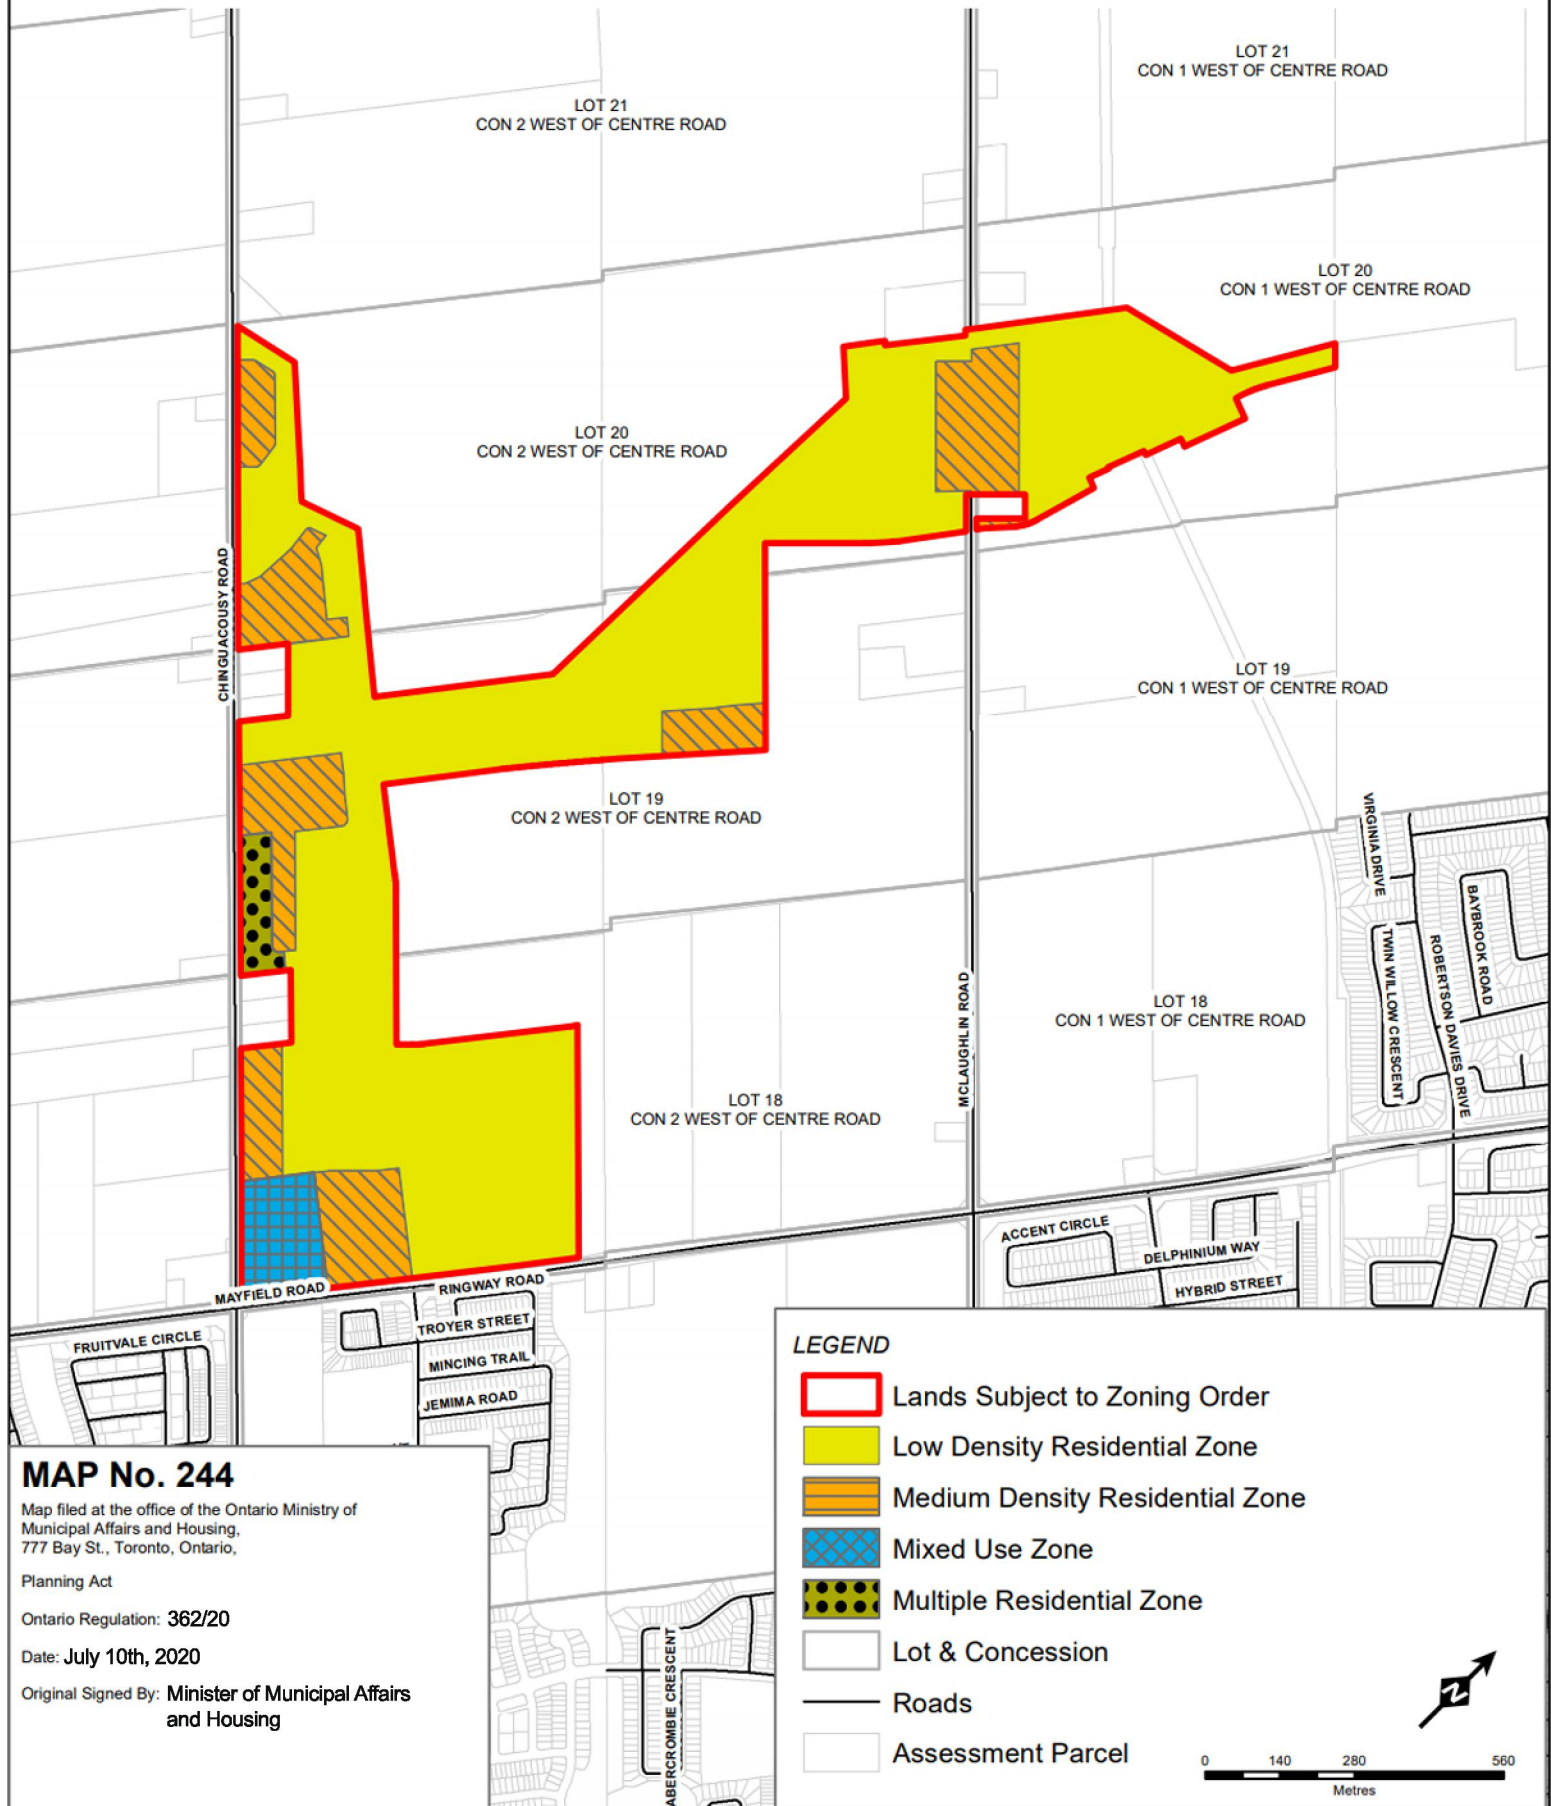 LOT 21
CON 1 WEST OF CENTRE ROAD
LOT 21
CON 2 WEST OF CENTRE ROAD
LOT 20
CON 1 WEST OF CENTRE ROAD
LOT 20
CON 2 WEST OF CENTRE ROAD
CHINGUACOUSY ROAD
LOT 19
CON 1 WEST OF CENTRE ROAD
LOT 19
CON 2 WEST OF CENTRE ROAD
VIRGINIA DRIVE
BAYBROOK ROAD
TWIN WILLOW CRESCENT
ROBERTSON DAVIES DRIVE
MCLAUGHLIN ROAD
LOT 18
CON 1 WEST OF CENTRE ROAD
LOT 18
CON 2 WEST OF CENTRE ROAD
ACCENT CIRCLE
DELPHINIUM WAY
HYBRID STREET
MAYFIELD ROAD
RINGWAY ROAD
TROYER STREET
MINCING TRAIL
JEMIMA ROAD
FRUITVALE CIRCLE
ABERCROMBIE CRESCENT
MAP No. 244
Map filed at the office of the Ontario Ministry of
Municipal Affairs and Housing,
777 Bay St., Toronto, Ontario,
Planning Act
Ontario Regulation: 362/20
Date: July 10th, 2020
Original Signed By: Minister of Municipal Affairs
and Housing
LEGEND
Lands Subject to Zoning Order
Low Density Residential Zone
Medium Density Residential Zone
Mixed Use Zone
Multiple Residential Zone
Lot & Concession
Roads
Assessment Parcel
N
0 140 280 560
Metres